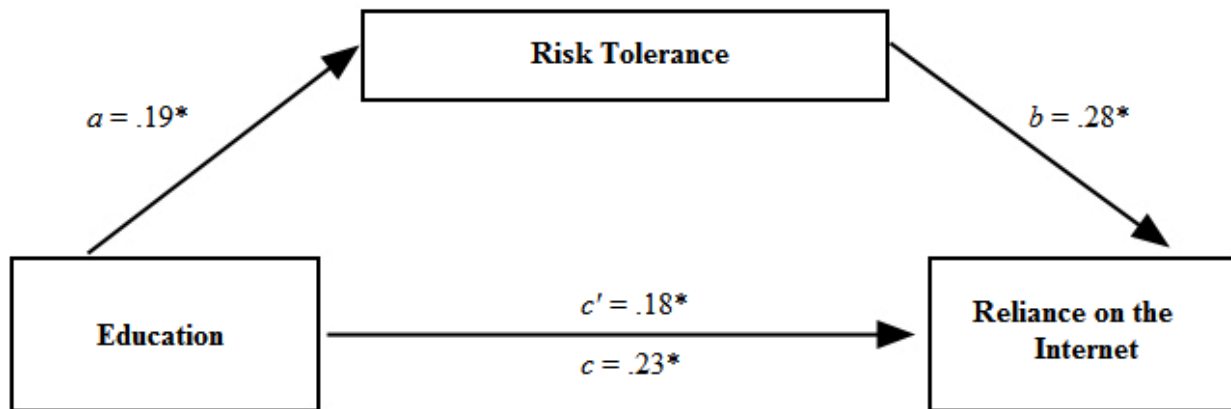 Risk Tolerance
a = .19*
b = .28*
Education
c' = .18*
c = .23*
Reliance on the
Internet